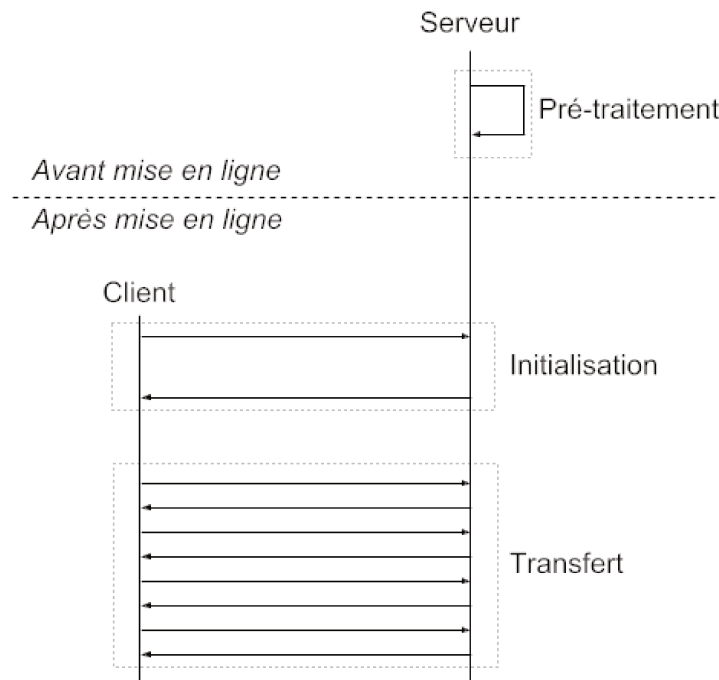 Serveur
Pré-traitement
Avant mise en ligne
Après mise en ligne
Client
Initialisation
Transfert